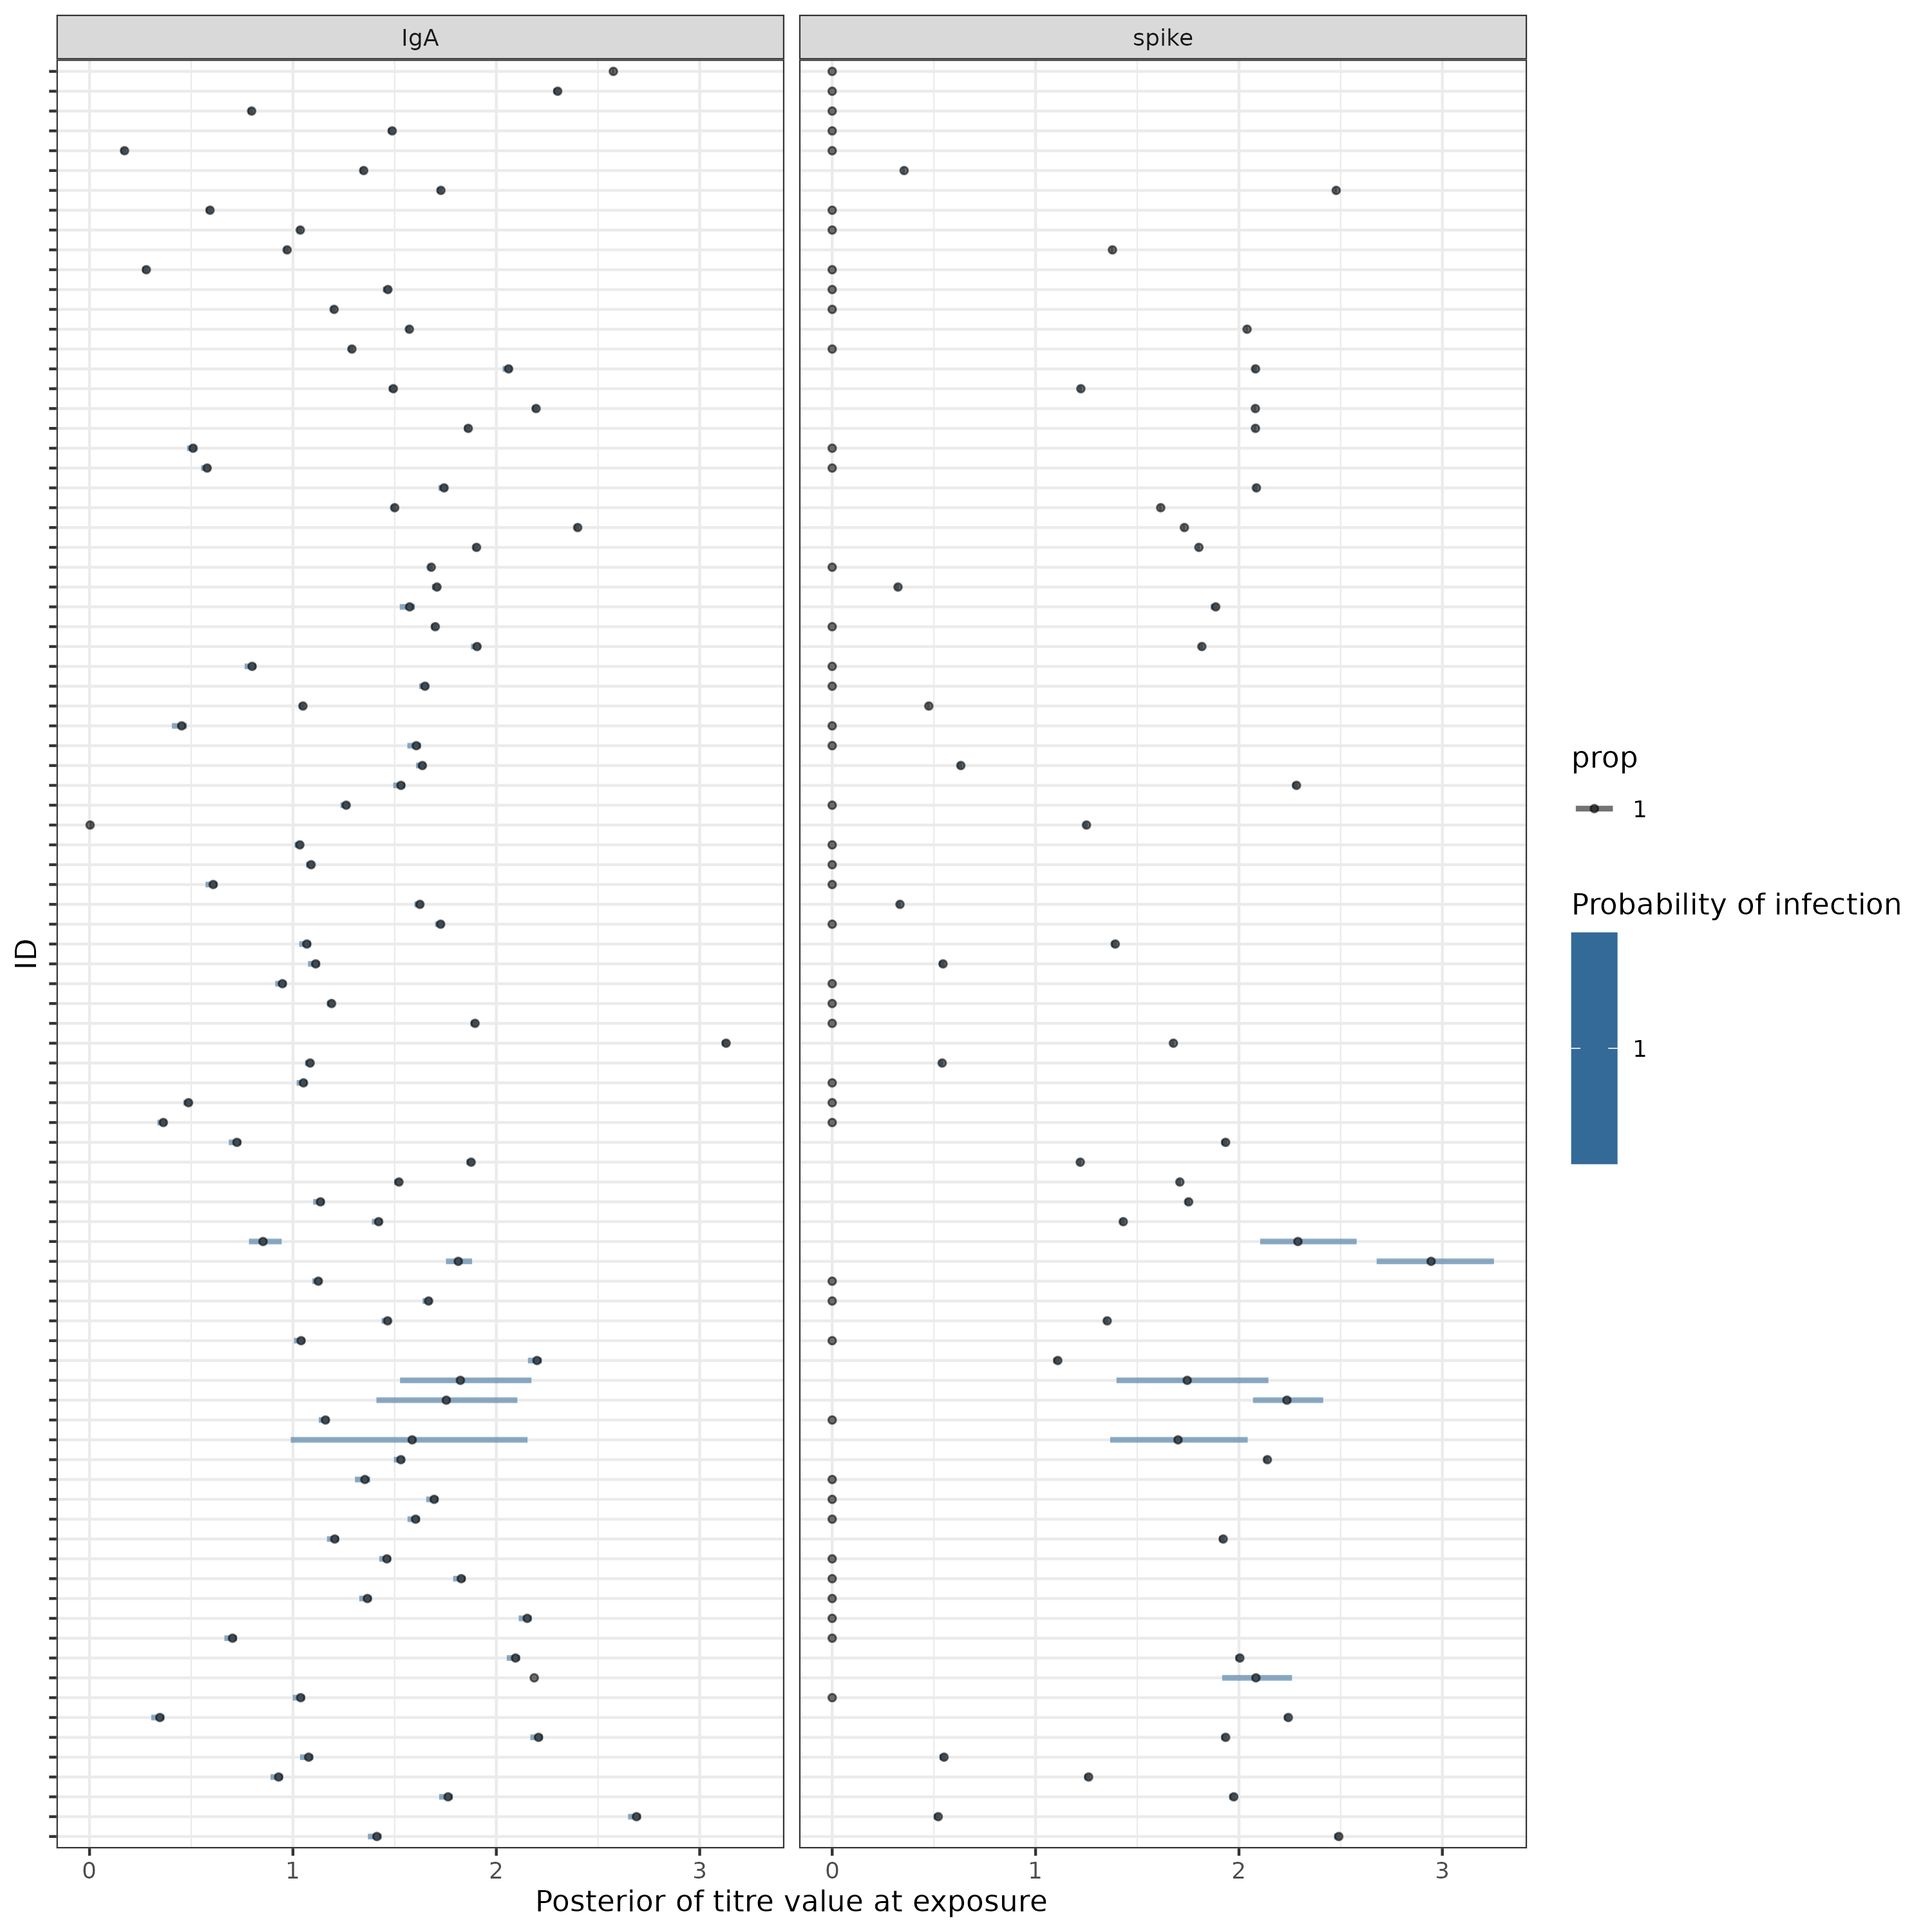 IgA
spike
ID
prop
1
Probability of infection
1
0 1 2 3
0 1 2 3
Posterior of titre value at exposure